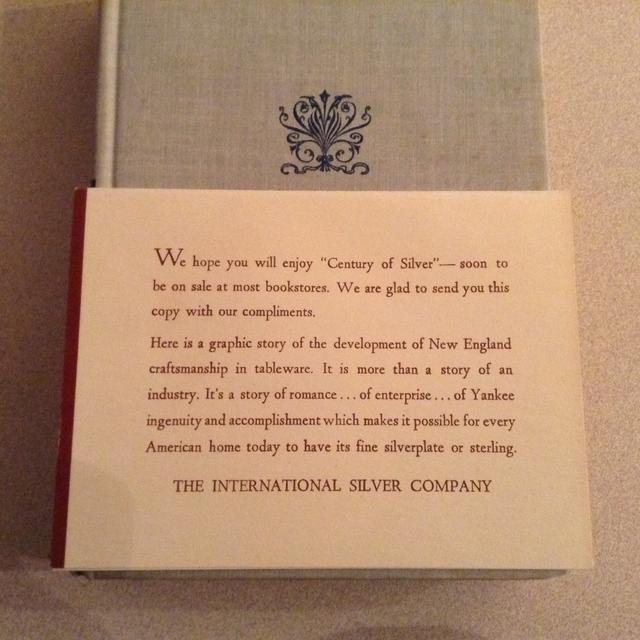 We hope you will enjoy “Century of Silver”— soon to
be on sale at most bookstores. We are glad to send you this
copy with our compliments.
Here is a graphic story of the development of New England
craftsmanship in tableware. It is more than a story of an
industry. It's a story of romance . . . of enterprise . . . of Yankee
ingenuity and accomplishment which makes it possible for every
American home today to have its fine silverplate or sterling.
THE INTERNATIONAL SILVER COMPANY